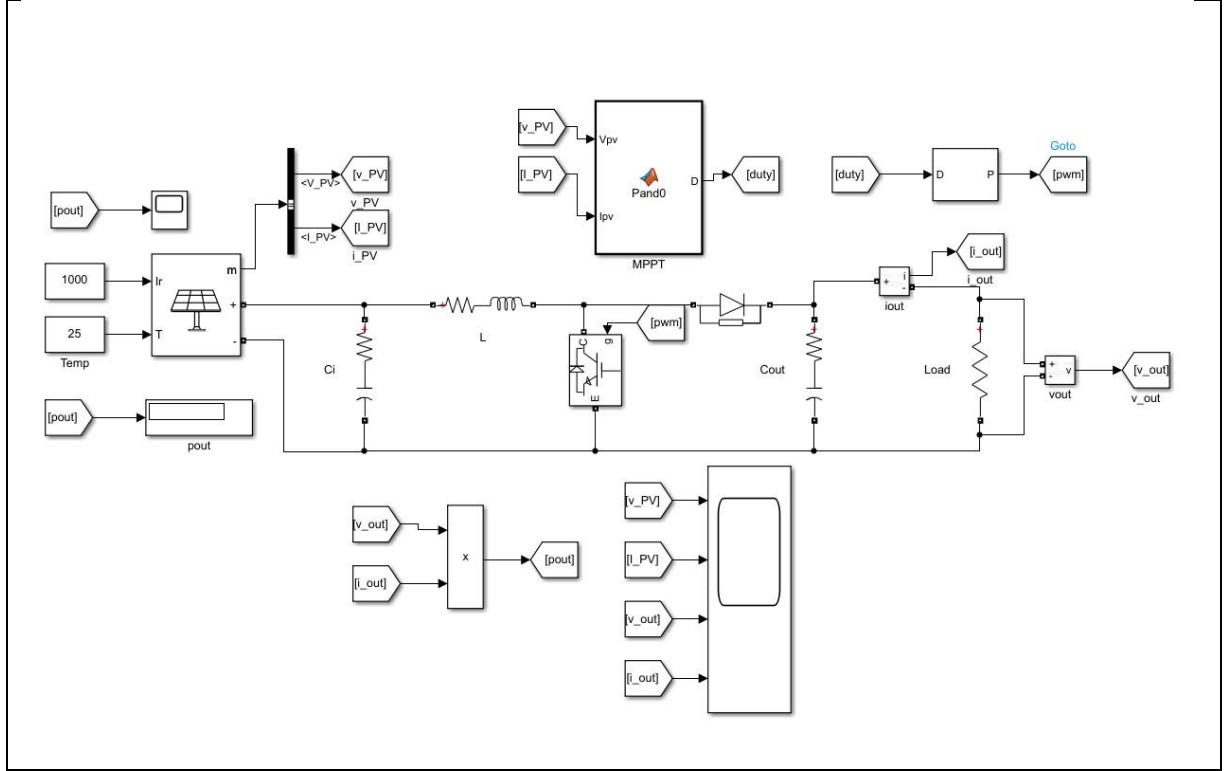 [v_PV]
Vpv
[I_PV]
Ipv
Pand0
D
MPPT
[duty]
[duty]
D
P
Goto
[pwm]
<V_PV>
[v_PV]
v_PV
<I_PV>
[I_PV]
i_PV
[pout]
1000
Ir
25
T
Temp
m
+
-
[pout]
pout
+
Ci
+
L
C
g
E
[pwm]
+
Cout
+
i
-
iout
[i_out]
i_out
+
Load
+
-
v
vout
[v_out]
v_out
[v_out]
[i_out]
x
[pout]
[v_PV]
[I_PV]
[v_out]
[i_out]